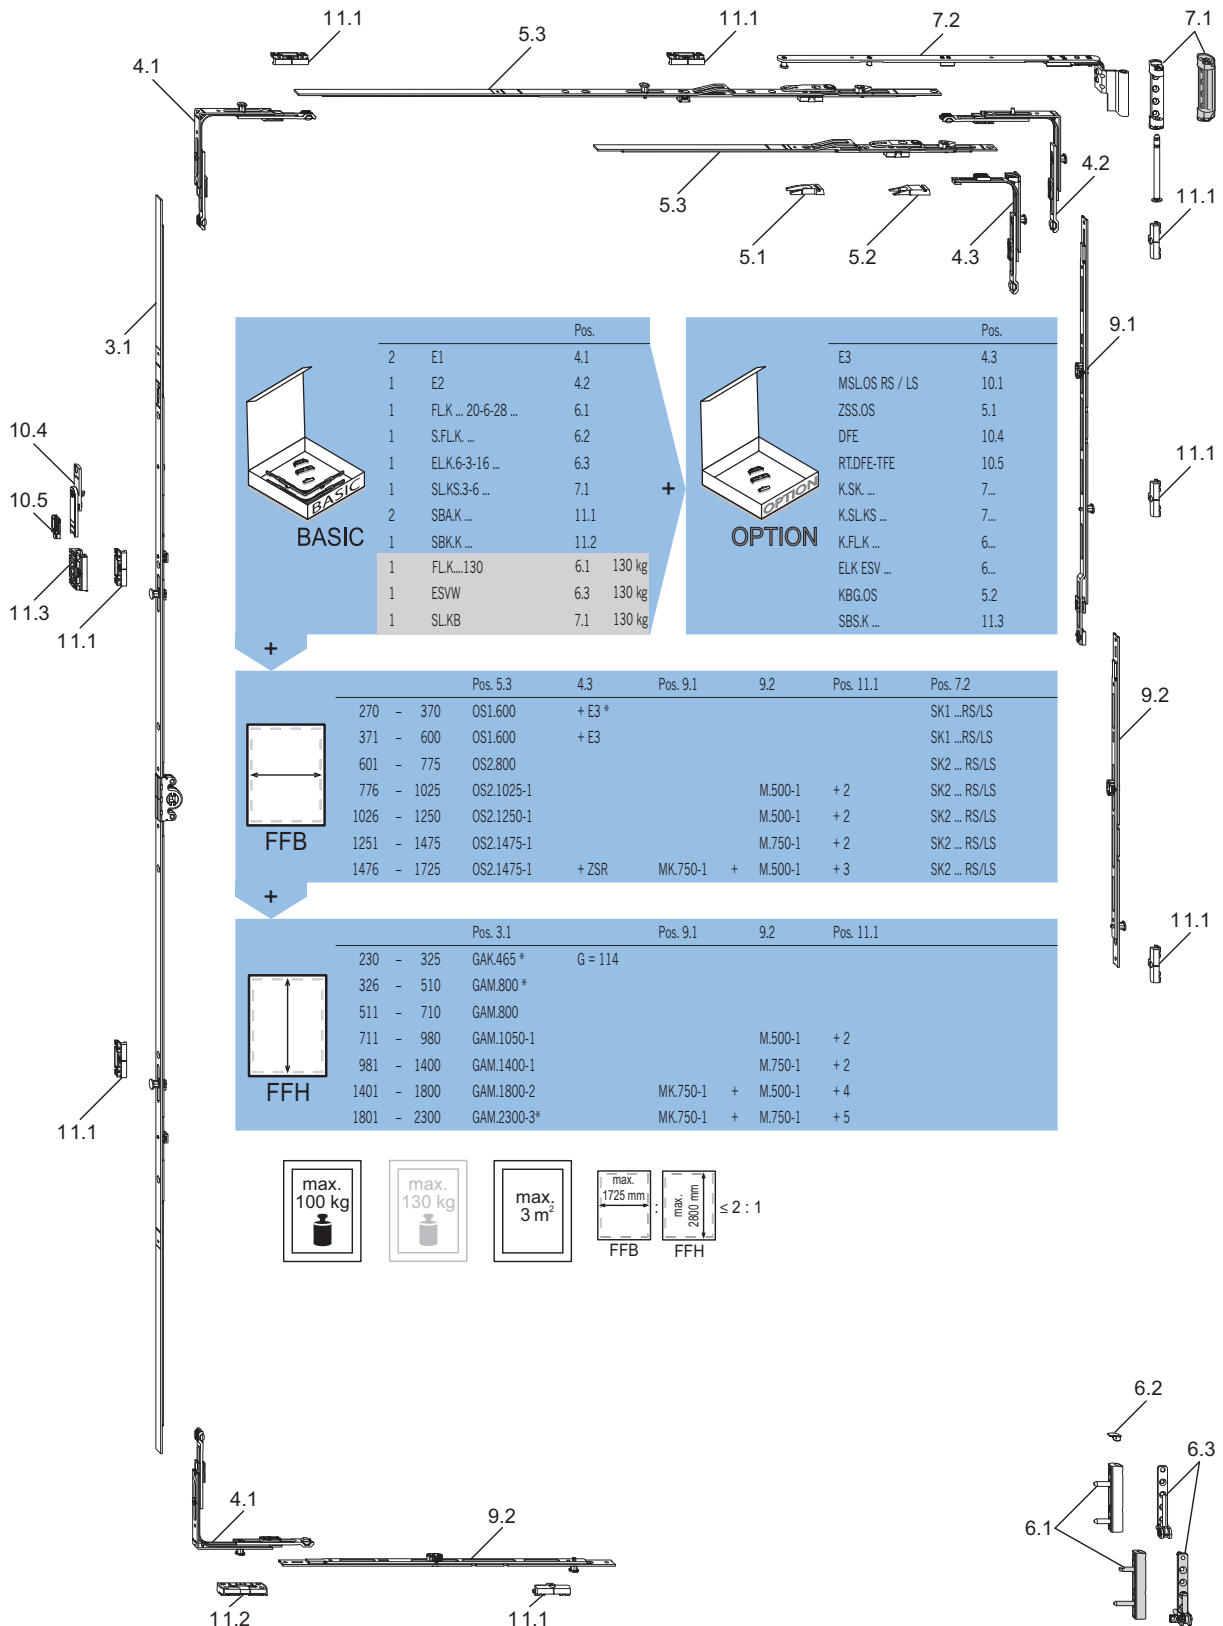 11.1
11.1
7.2
7.1
5.3
4.1
5.3
4.2
11.1
5.1
5.2
4.3
3.1
9.1
Pos.
2 E1 4.1
1 E2 4.2
1 FL.K ... 20-6-28 ... 6.1
1 S.FL.K. ... 6.2
1 EL.K.6-3-16 ... 6.3
1 SL.KS.3-6 ... 7.1
2 SBA.K ... 11.1
1 SBK.K ... 11.2
1 FL.K....130 6.1 130 kg
1 ESVW 6.3 130 kg
1 SL.KB 7.1 130 kg
BASIC
BASIC
+
Pos.
E3 4.3
MSL.OS RS / LS 10.1
ZSS.OS 5.1
DFE 10.4
RT.DFE-TFE 10.5
K.SK. ... 7...
K.SL.KS ... 7...
K.FL.K ... 6...
ELK ESV ... 6...
KBG.OS 5.2
SBS.K ... 11.3
OPTION
OPTION
10.4
10.5
11.3
11.1
11.1
9.2
+
Pos. 5.3 4.3 Pos. 9.1 9.2 Pos. 11.1 Pos. 7.2
270 – 370 OS1.600 + E3 * SK1 ...RS/LS
371 – 600 OS1.600 + E3 SK1 ...RS/LS
601 – 775 OS2.800 SK2 ... RS/LS
776 – 1025 OS2.1025-1 M.500-1 + 2 SK2 ... RS/LS
1026 – 1250 OS2.1250-1 M.500-1 + 2 SK2 ... RS/LS
1251 – 1475 OS2.1475-1 M.750-1 + 2 SK2 ... RS/LS
1476 – 1725 OS2.1475-1 + ZSR MK.750-1 + M.500-1 + 3 SK2 ... RS/LS
FFB
+
Pos. 3.1 Pos. 9.1 9.2 Pos. 11.1
230 – 325 GAK.465 * G = 114
326 – 510 GAM.800 *
511 – 710 GAM.800
711 – 980 GAM.1050-1 M.500-1 + 2
981 – 1400 GAM.1400-1 M.750-1 + 2
1401 – 1800 GAM.1800-2 MK.750-1 + M.500-1 + 4
1801 – 2300 GAM.2300-3* MK.750-1 + M.750-1 + 5
FFH
11.1
11.1
max.
100 kg
max.
130 kg
max.
3 m²
max.
1725 mm
FFB
:
max.
2800 mm
FFH
≤ 2 : 1
6.2
6.3
6.1
4.1
9.2
11.2
11.1